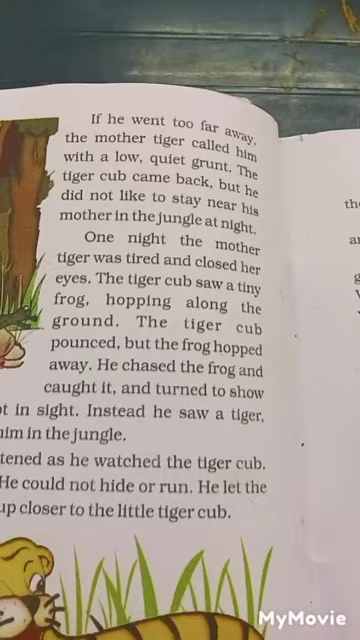 If he went too far away,
the mother tiger called him
with a low, quiet grunt. The
tiger cub came back, but he
did not like to stay near his
mother in the jungle at night.
One night the mother
tiger was tired and closed her
eyes. The tiger cub saw a tiny
frog, hopping along the
ground. The tiger cub
pounced, but the frog hopped
away. He chased the frog and
caught it, and turned to show
in sight. Instead he saw a tiger,
him in the jungle.
as he watched the tiger cub.
He could not hide or run. He let the
up closer to the little tiger cub.
MyMovie